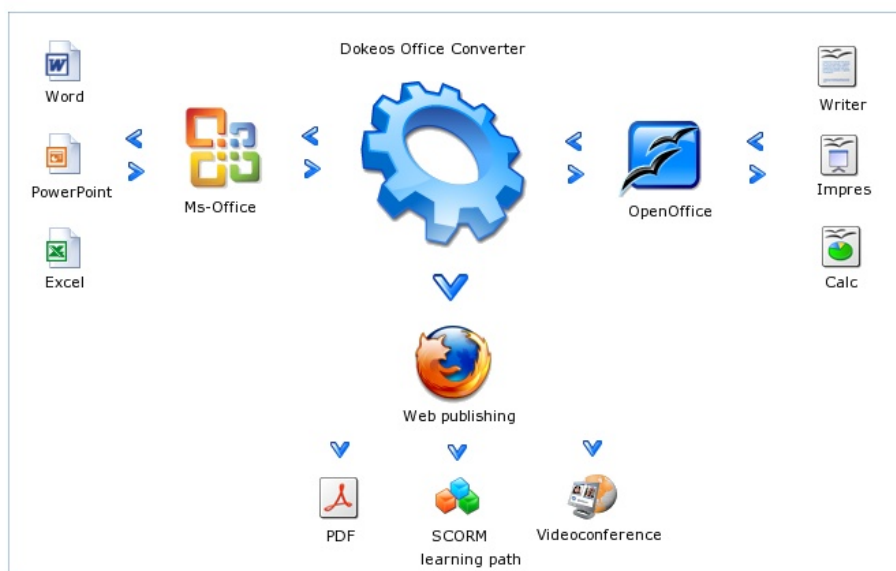 Dokeos Office Converter
Word
Writer
PowerPoint
Impres
Ms-Office
OpenOffice
Excel
Calc
Web publishing
PDF
SCORM
learning path
Videoconference